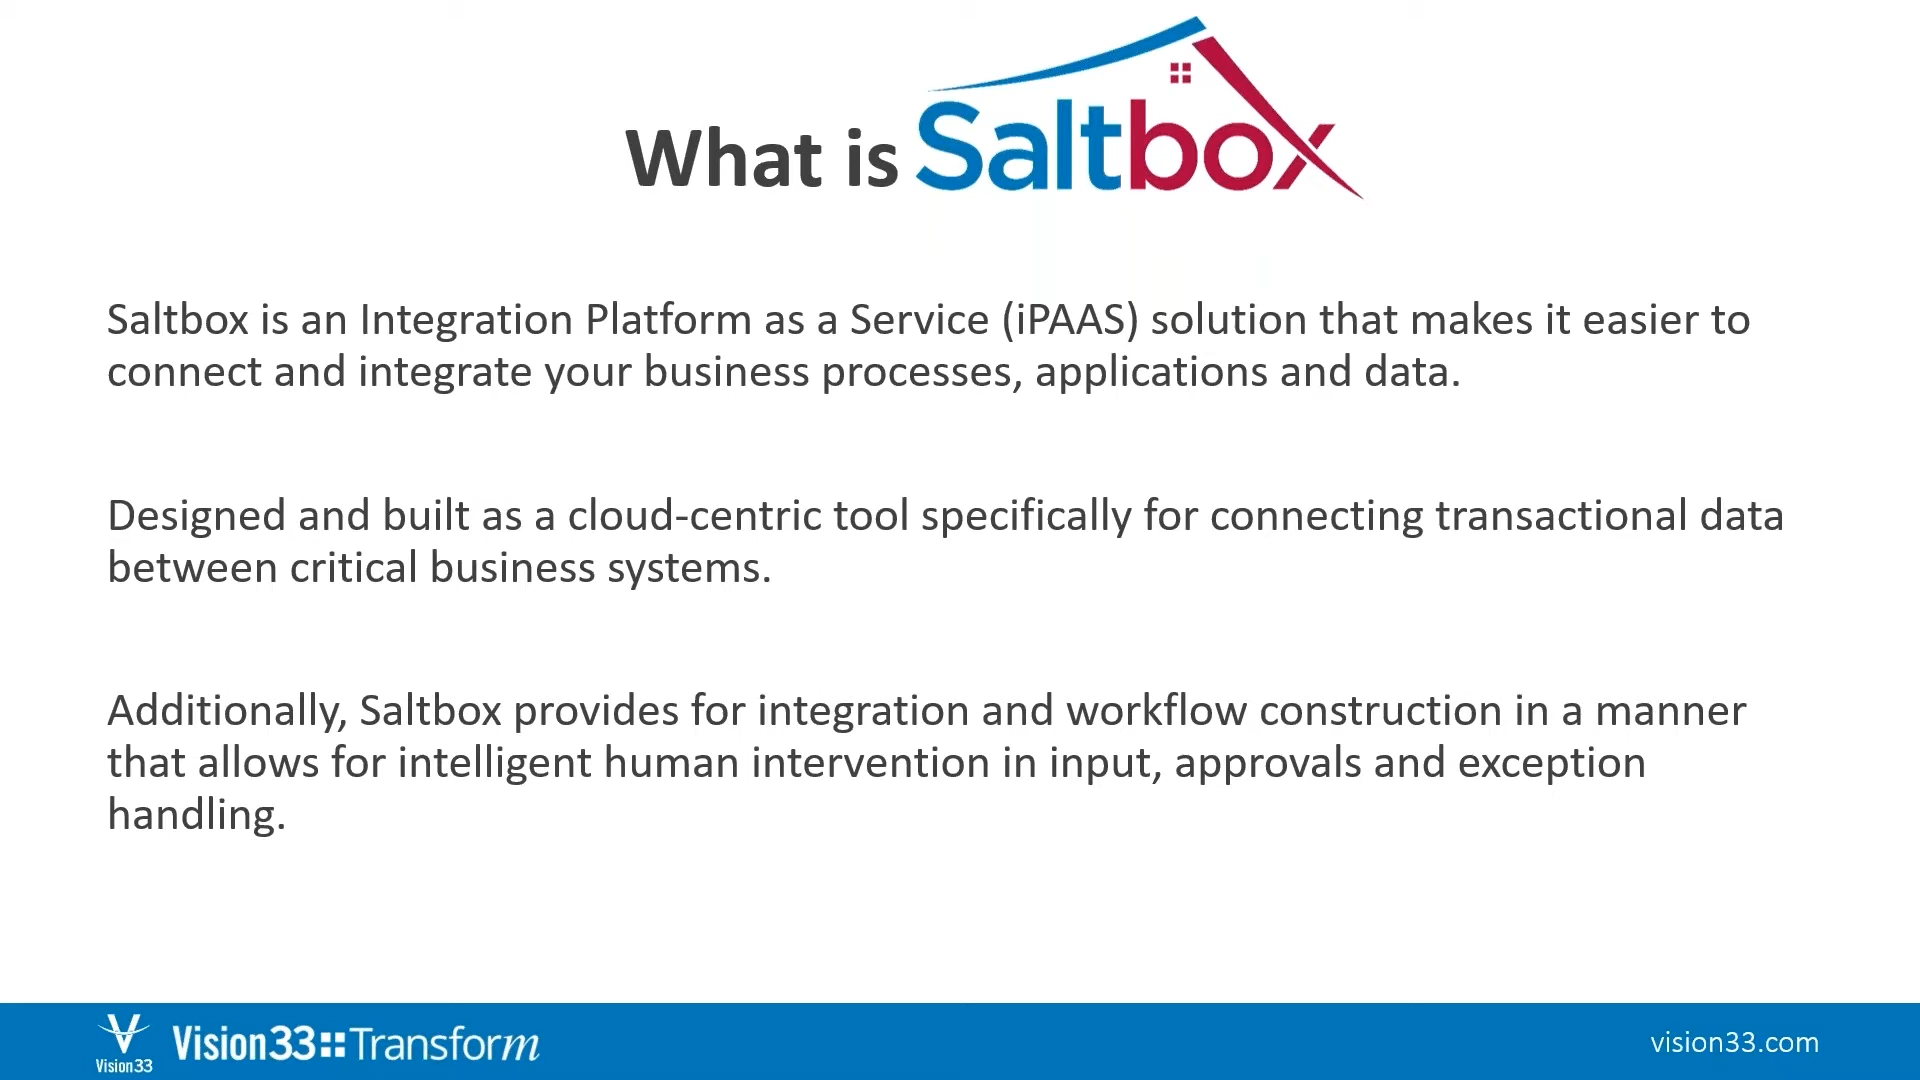 What is Saltbox
Saltbox is an Integration Platform as a Service (iPAAS) solution that makes it easier to
connect and integrate your business processes, applications and data.
Designed and built as a cloud-centric tool specifically for connecting transactional data
between critical business systems.
Additionally, Saltbox provides for integration and workflow construction in a manner
that allows for intelligent human intervention in input, approvals and exception
handling.
V
Vision33
Vision33::Transform
vision33.com